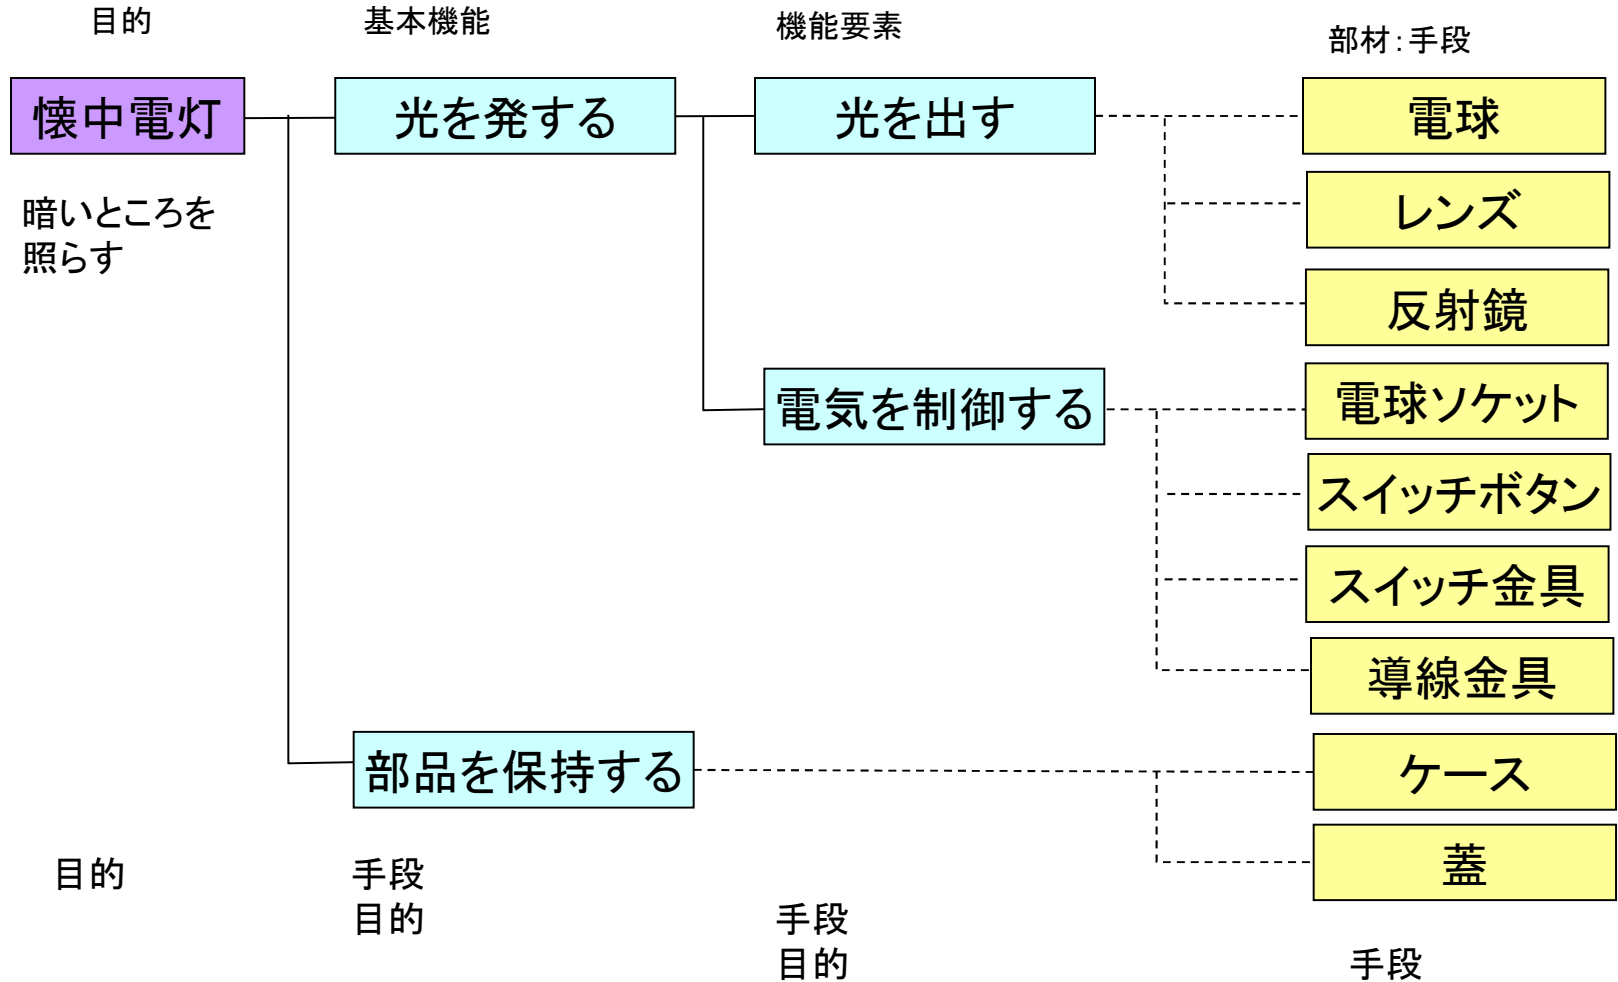 目的
基本機能
機能要素
部材：手段
懐中電灯
光を発する
光を出す
電球
暗いところを
照らす
レンズ
反射鏡
電気を制御する
電球ソケット
スイッチボタン
スイッチ金具
導線金具
部品を保持する
ケース
蓋
目的
手段
目的
手段
目的
手段